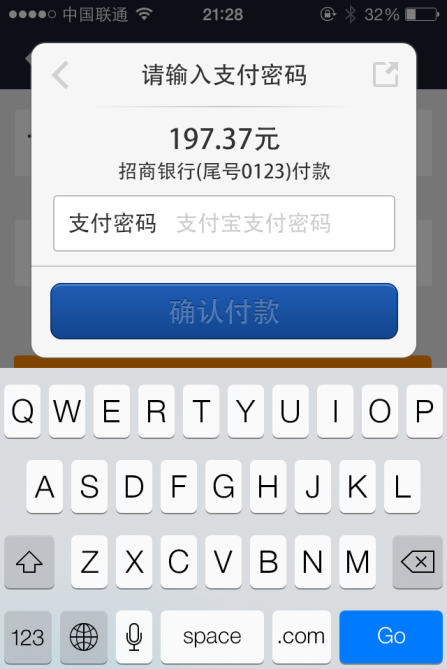 中国联通 21:28 32%
请输入支付密码
197.37元
招商银行(尾号0123)付款
支付密码 支付宝支付密码
确认付款
Q W E R T Y U I O P
A S D F G H J K L
Z X C V B N M
123 space .com Go